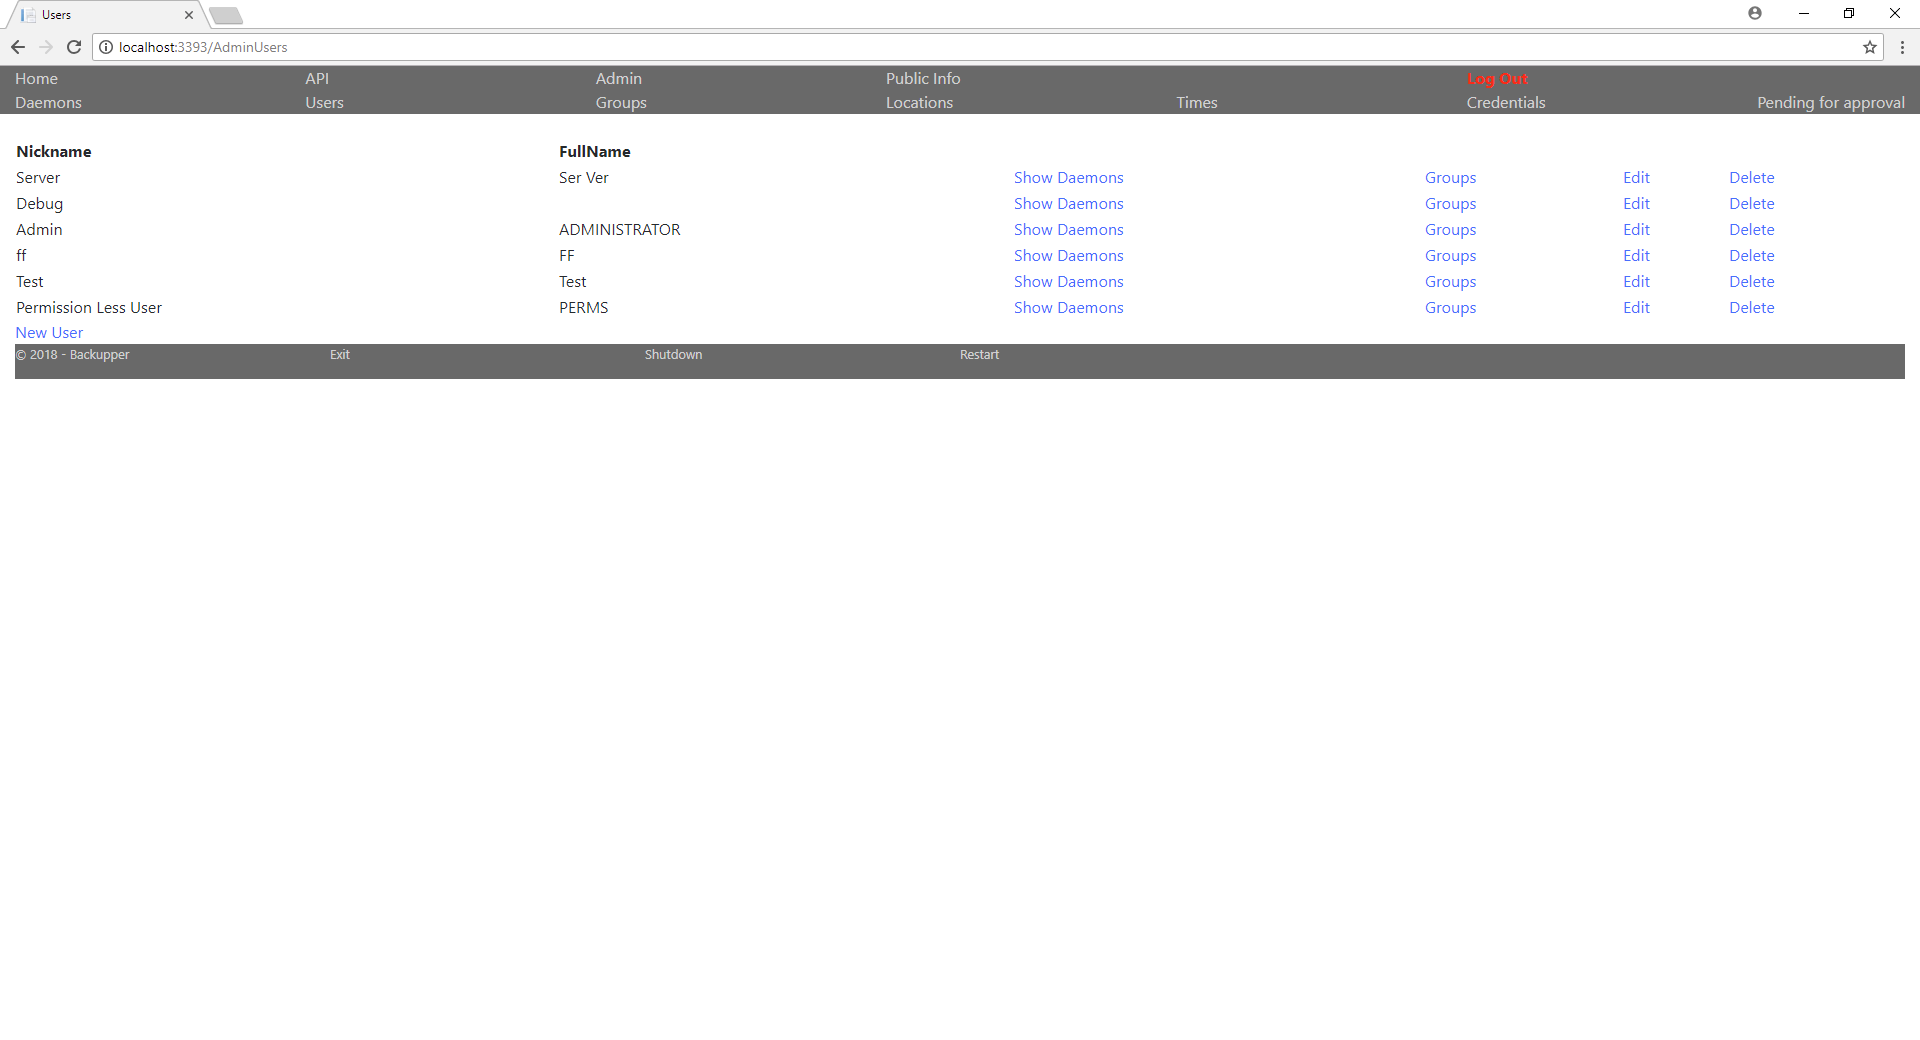 Users
localhost:3393/AdminUsers
Home API Admin Public Info Log Out
Daemons Users Groups Locations Times Credentials Pending for approval
Nickname FullName
Server Ser Ver Show Daemons Groups Edit Delete
Debug Show Daemons Groups Edit Delete
Admin ADMINISTRATOR Show Daemons Groups Edit Delete
ff FF Show Daemons Groups Edit Delete
Test Test Show Daemons Groups Edit Delete
Permission Less User PERMS Show Daemons Groups Edit Delete
New User
© 2018 - Backupper Exit Shutdown Restart